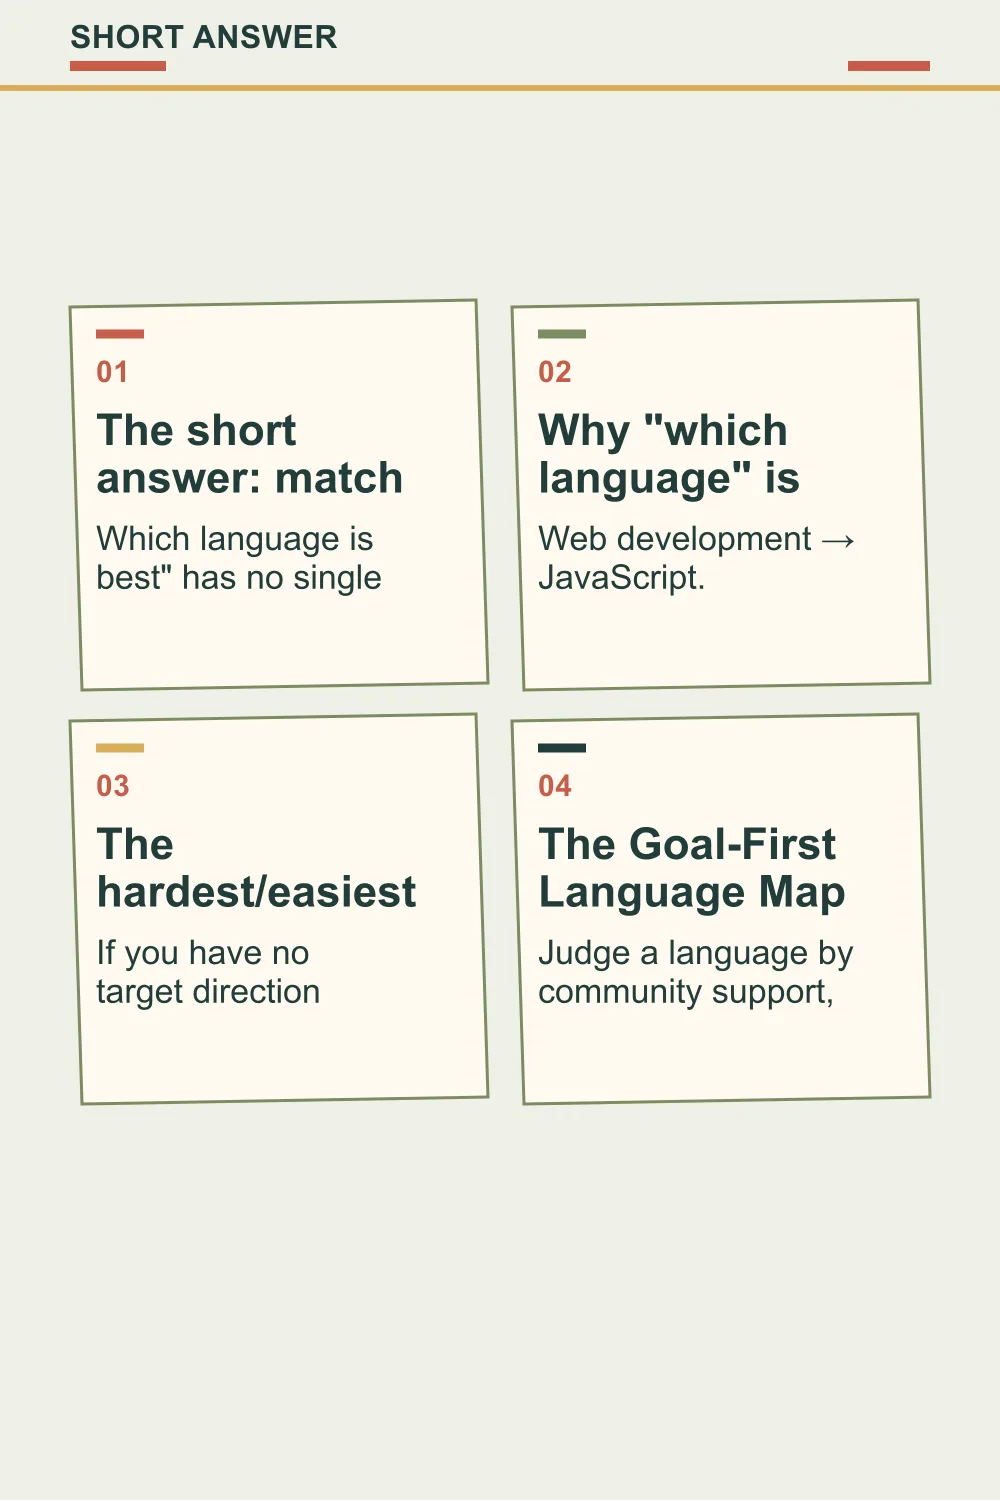 SHORT ANSWER
01
The short
answer: match
Which language is
best" has no single
02
Why "which
language" is
Web development →
JavaScript.
03
The
hardest/easiest
If you have no
target direction
04
The Goal-First
Language Map
Judge a language by
community support,